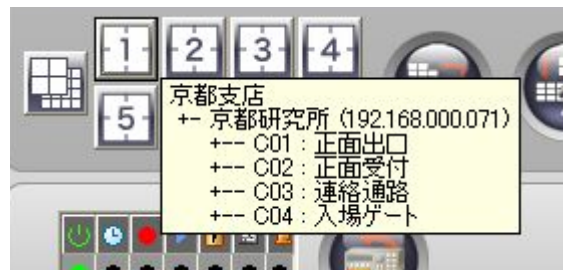 1 2 3 4
5
京都支店
+- 京都研究所 (192.168.000.071)
+-- C01 : 正面出口
+-- C02 : 正面受付
+-- C03 : 連絡通路
+-- C04 : 入場ゲート